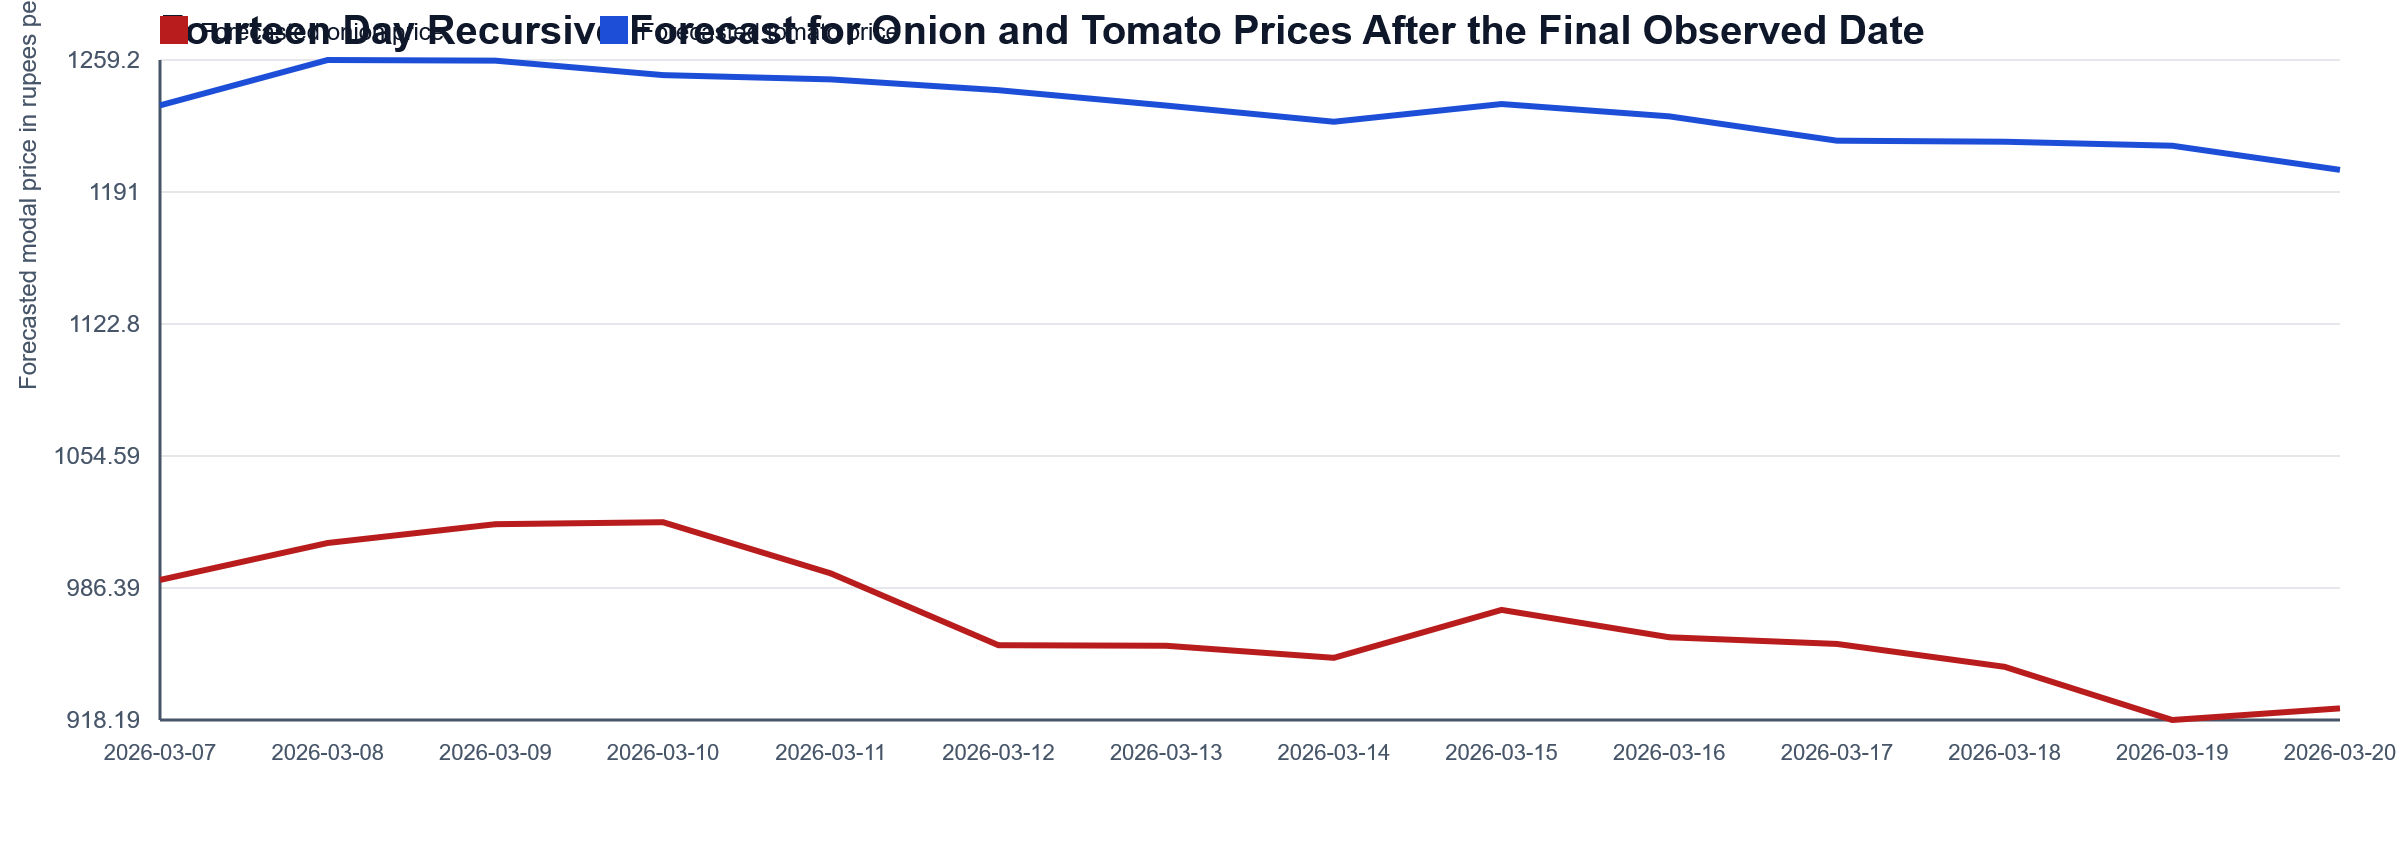 Fourteen Day Recursive Forecast for Onion and Tomato Prices After the Final Observed Date
Forecasted onion price
Forecasted tomato price
Forecasted modal price in rupees pe
1259.2
1191
1122.8
1054.59
986.39
918.19
2026-03-07 2026-03-08 2026-03-09 2026-03-10 2026-03-11 2026-03-12 2026-03-13 2026-03-14 2026-03-15 2026-03-16 2026-03-17 2026-03-18 2026-03-19 2026-03-20